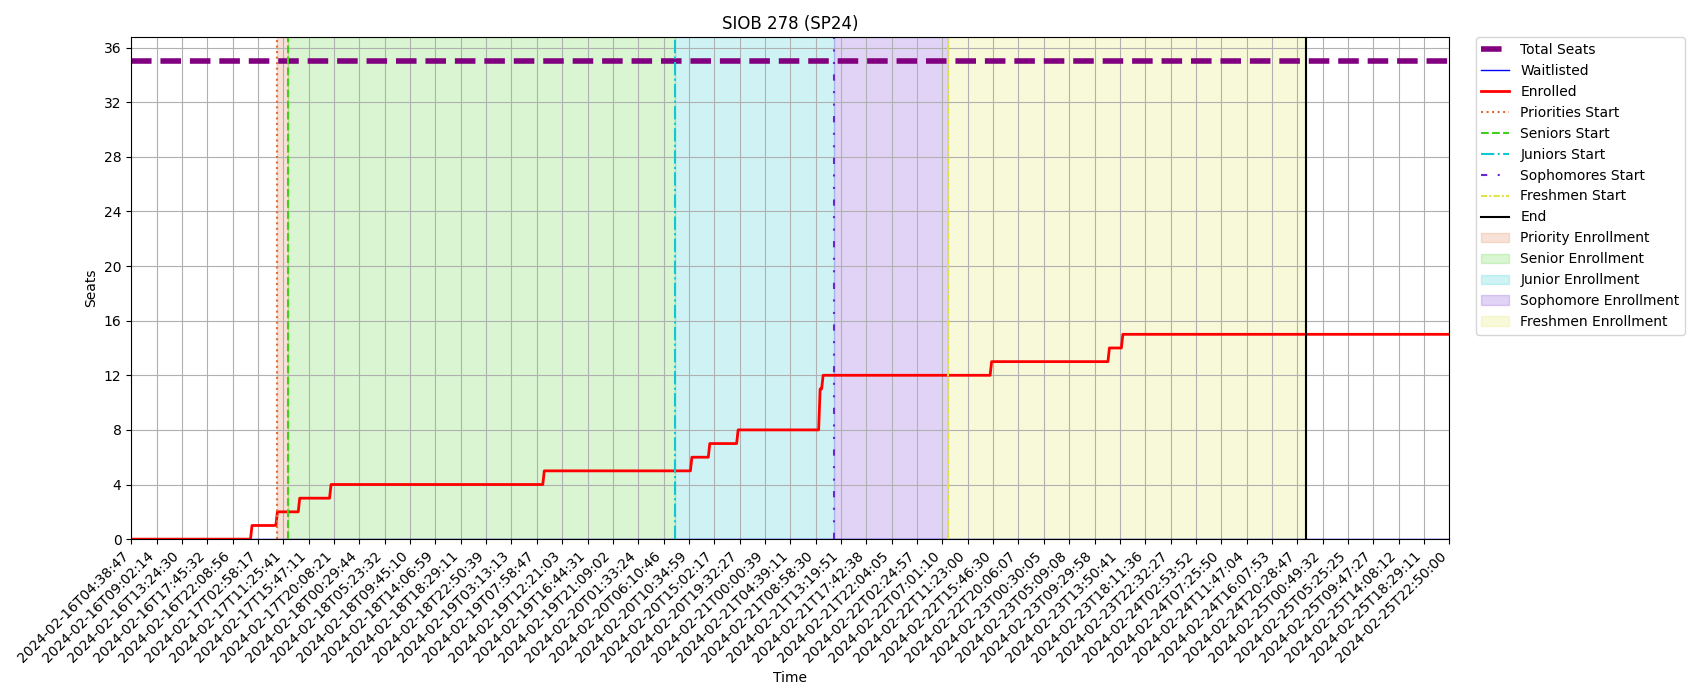 SIOB 278 (SP24)
Seats
36
32
28
24
20
16
12
8
4
0
2024-02-16T04:38:47
2024-02-16T09:02:14
2024-02-16T13:24:30
2024-02-16T17:45:32
2024-02-16T22:08:56
2024-02-17T02:58:17
2024-02-17T11:25:41
2024-02-17T15:47:11
2024-02-17T20:08:21
2024-02-18T00:29:44
2024-02-18T05:23:32
2024-02-18T09:45:10
2024-02-18T14:06:59
2024-02-18T18:29:11
2024-02-18T22:50:39
2024-02-19T03:13:13
2024-02-19T07:58:47
2024-02-19T12:21:03
2024-02-19T16:44:31
2024-02-19T21:09:02
2024-02-20T01:33:24
2024-02-20T06:10:46
2024-02-20T10:34:59
2024-02-20T15:02:17
2024-02-20T19:32:27
2024-02-21T00:00:39
2024-02-21T04:39:11
2024-02-21T08:58:30
2024-02-21T13:19:51
2024-02-21T17:42:38
2024-02-21T22:04:05
2024-02-22T02:24:57
2024-02-22T07:01:10
2024-02-22T11:23:00
2024-02-22T15:46:30
2024-02-22T20:06:07
2024-02-23T00:30:05
2024-02-23T05:09:08
2024-02-23T09:29:58
2024-02-23T13:50:41
2024-02-23T18:11:36
2024-02-23T22:32:27
2024-02-24T02:53:52
2024-02-24T07:25:50
2024-02-24T11:47:04
2024-02-24T16:07:53
2024-02-24T20:28:47
2024-02-25T00:49:32
2024-02-25T05:25:25
2024-02-25T09:47:27
2024-02-25T14:08:12
2024-02-25T18:29:11
2024-02-25T22:50:00
Time
Total Seats
Waitlisted
Enrolled
Priorities Start
Seniors Start
Juniors Start
Sophomores Start
Freshmen Start
End
Priority Enrollment
Senior Enrollment
Junior Enrollment
Sophomore Enrollment
Freshmen Enrollment